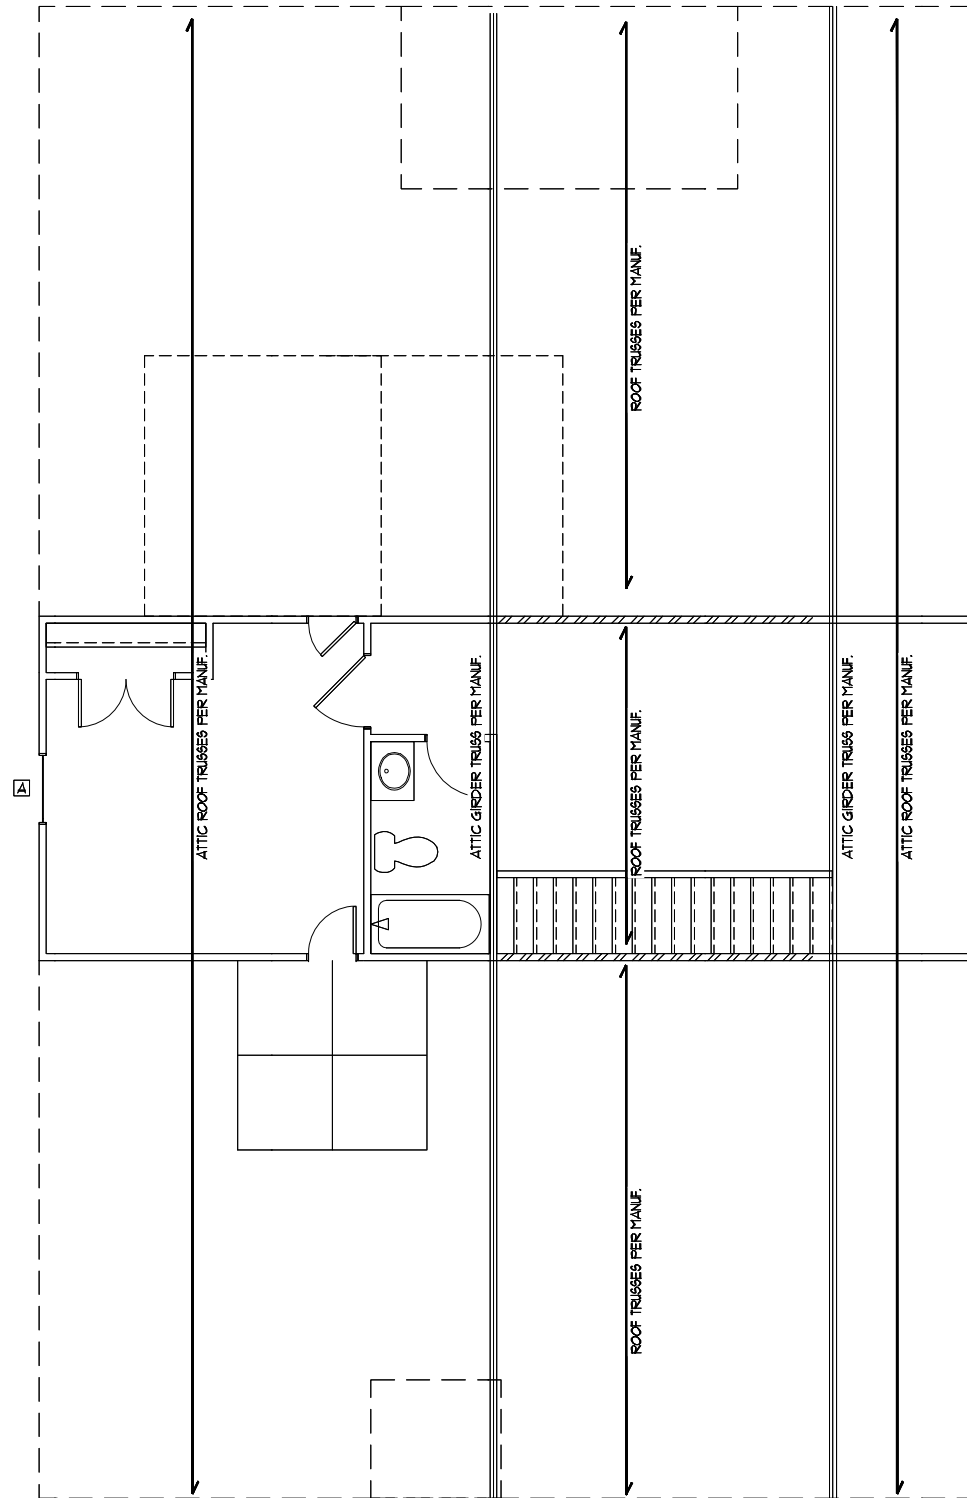 ROOF TRUSSES PER MANUF.
ATTIC ROOF TRUSSES PER MANUF.
ATTIC GIRDER TRUSS PER MANUF.
ROOF TRUSSES PER MANUF.
ATTIC GIRDER TRUSS PER MANUF.
ATTIC ROOF TRUSSES PER MANUF.
A
ROOF TRUSSES PER MANUF.